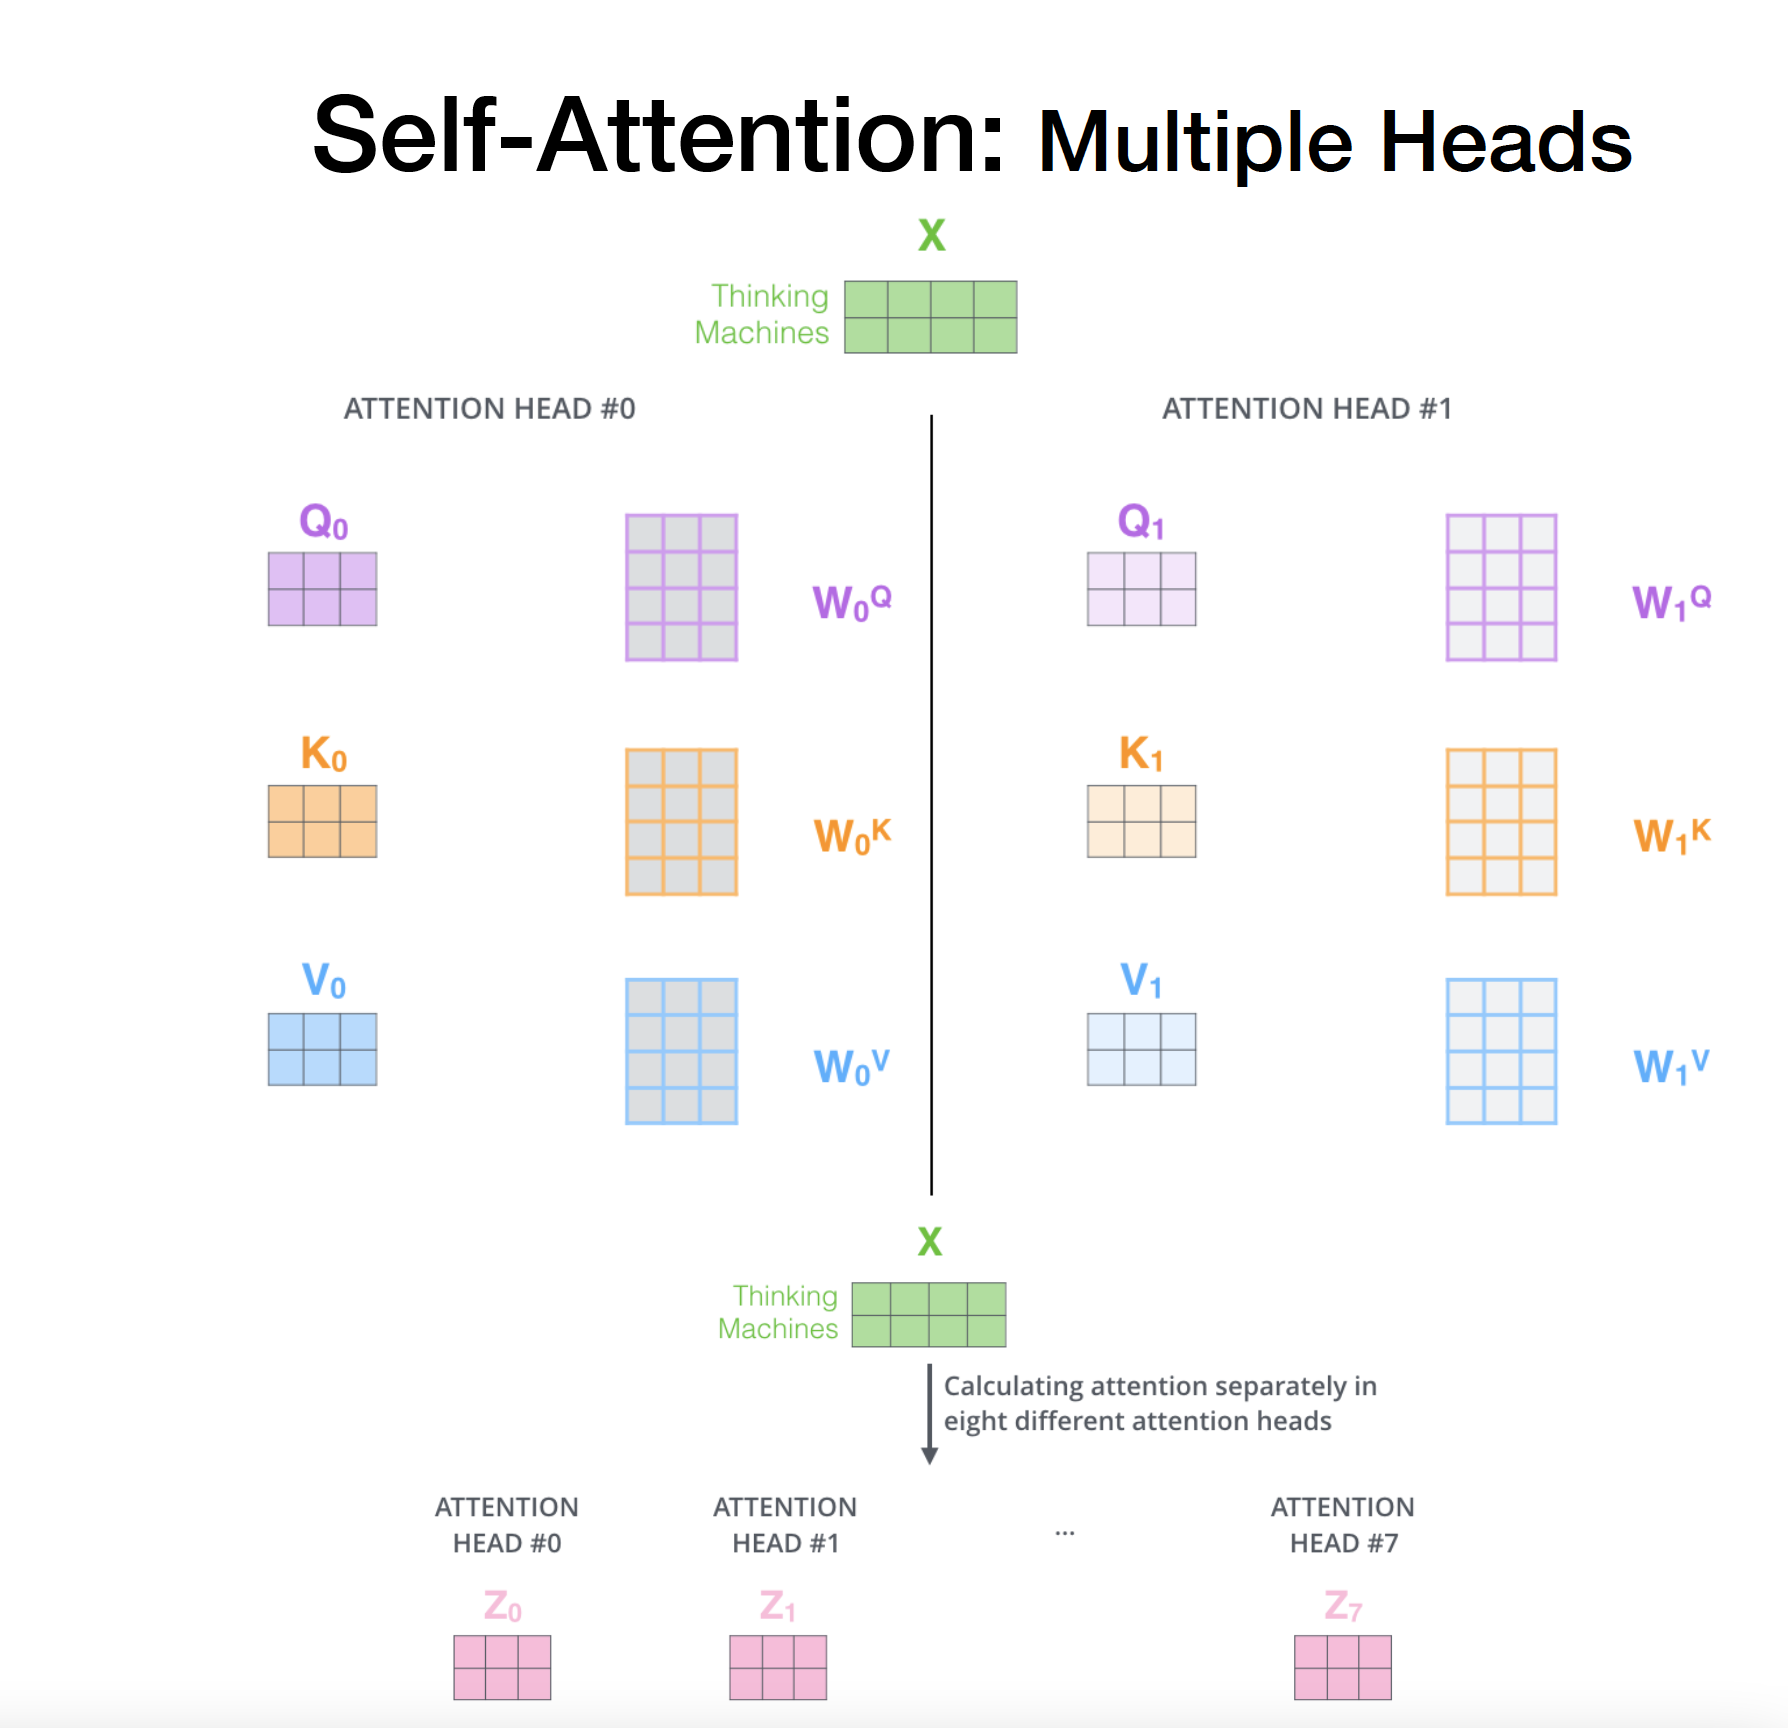 Self-Attention: Multiple Heads
X
Thinking
Machines
ATTENTION HEAD #0
ATTENTION HEAD #1
Q0
W0Q
Q1
W1Q
K0
W0K
K1
W1K
V0
W0V
V1
W1V
X
Thinking
Machines
Calculating attention separately in
eight different attention heads
ATTENTION
HEAD #0
ATTENTION
HEAD #1
...
ATTENTION
HEAD #7
Z0
Z1
Z7